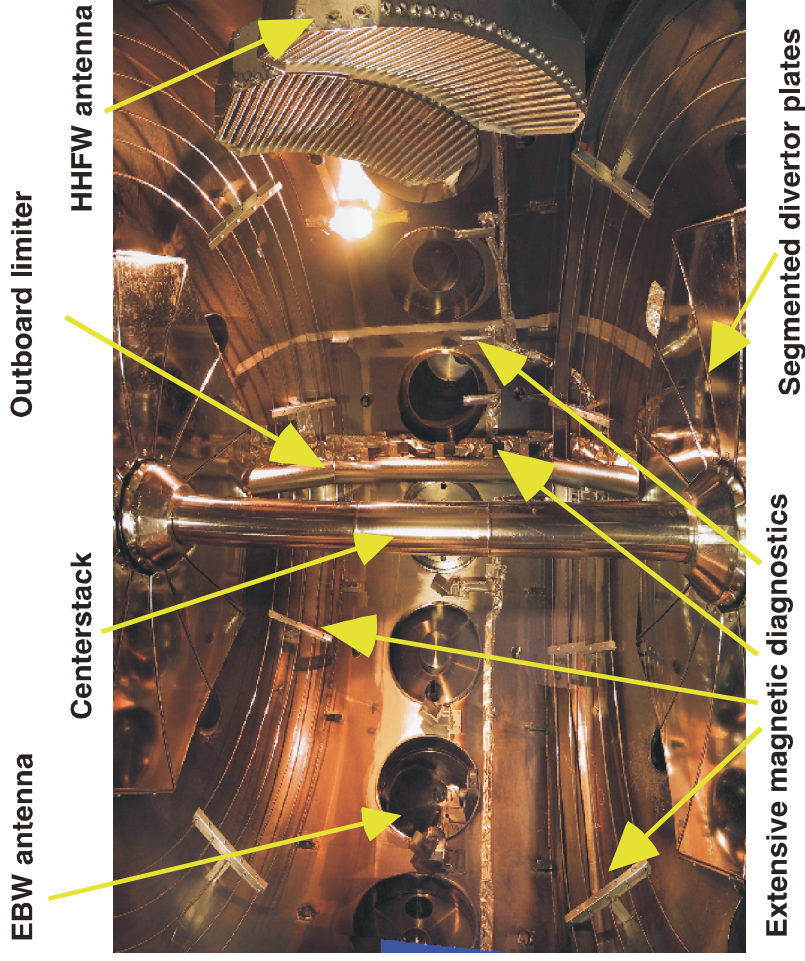 EBW antenna
Centerstack
Outboard limiter
HHFW antenna
Extensive magnetic diagnostics
Segmented divertor plates